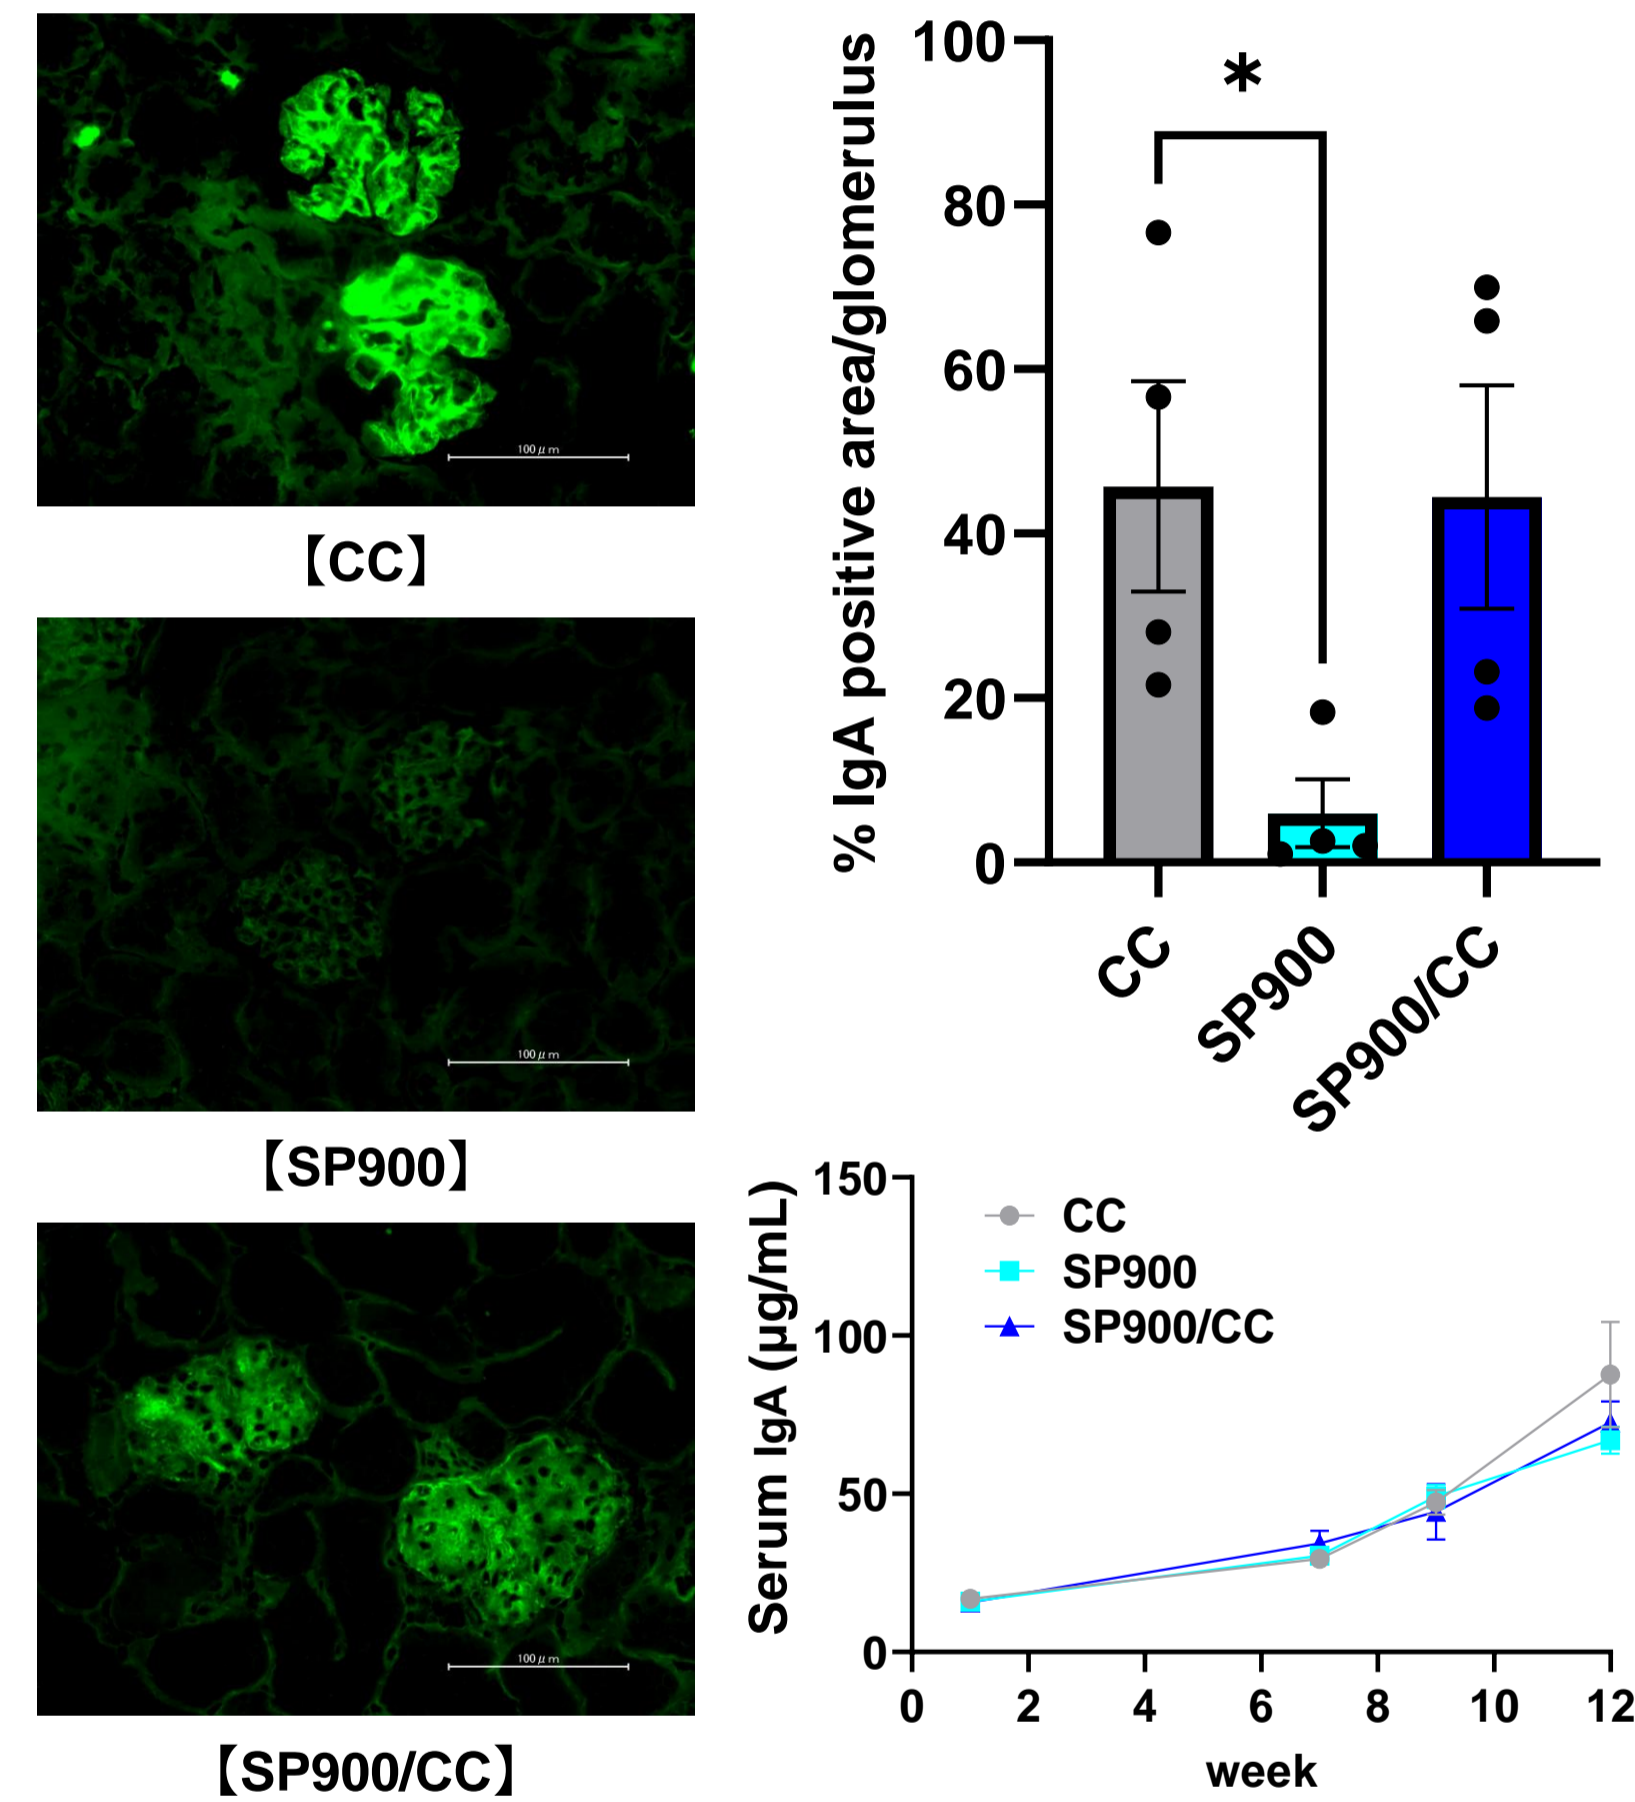 100 μm
【CC】
100 μm
【SP900】
100 μm
【SP900/CC】
% IgA positive area/glomerulus
100
80
60
40
20
0
*
CC
SP900
SP900/CC
Serum IgA (μg/mL)
150
100
50
0
CC
SP900
SP900/CC
0 2 4 6 8 10 12
week